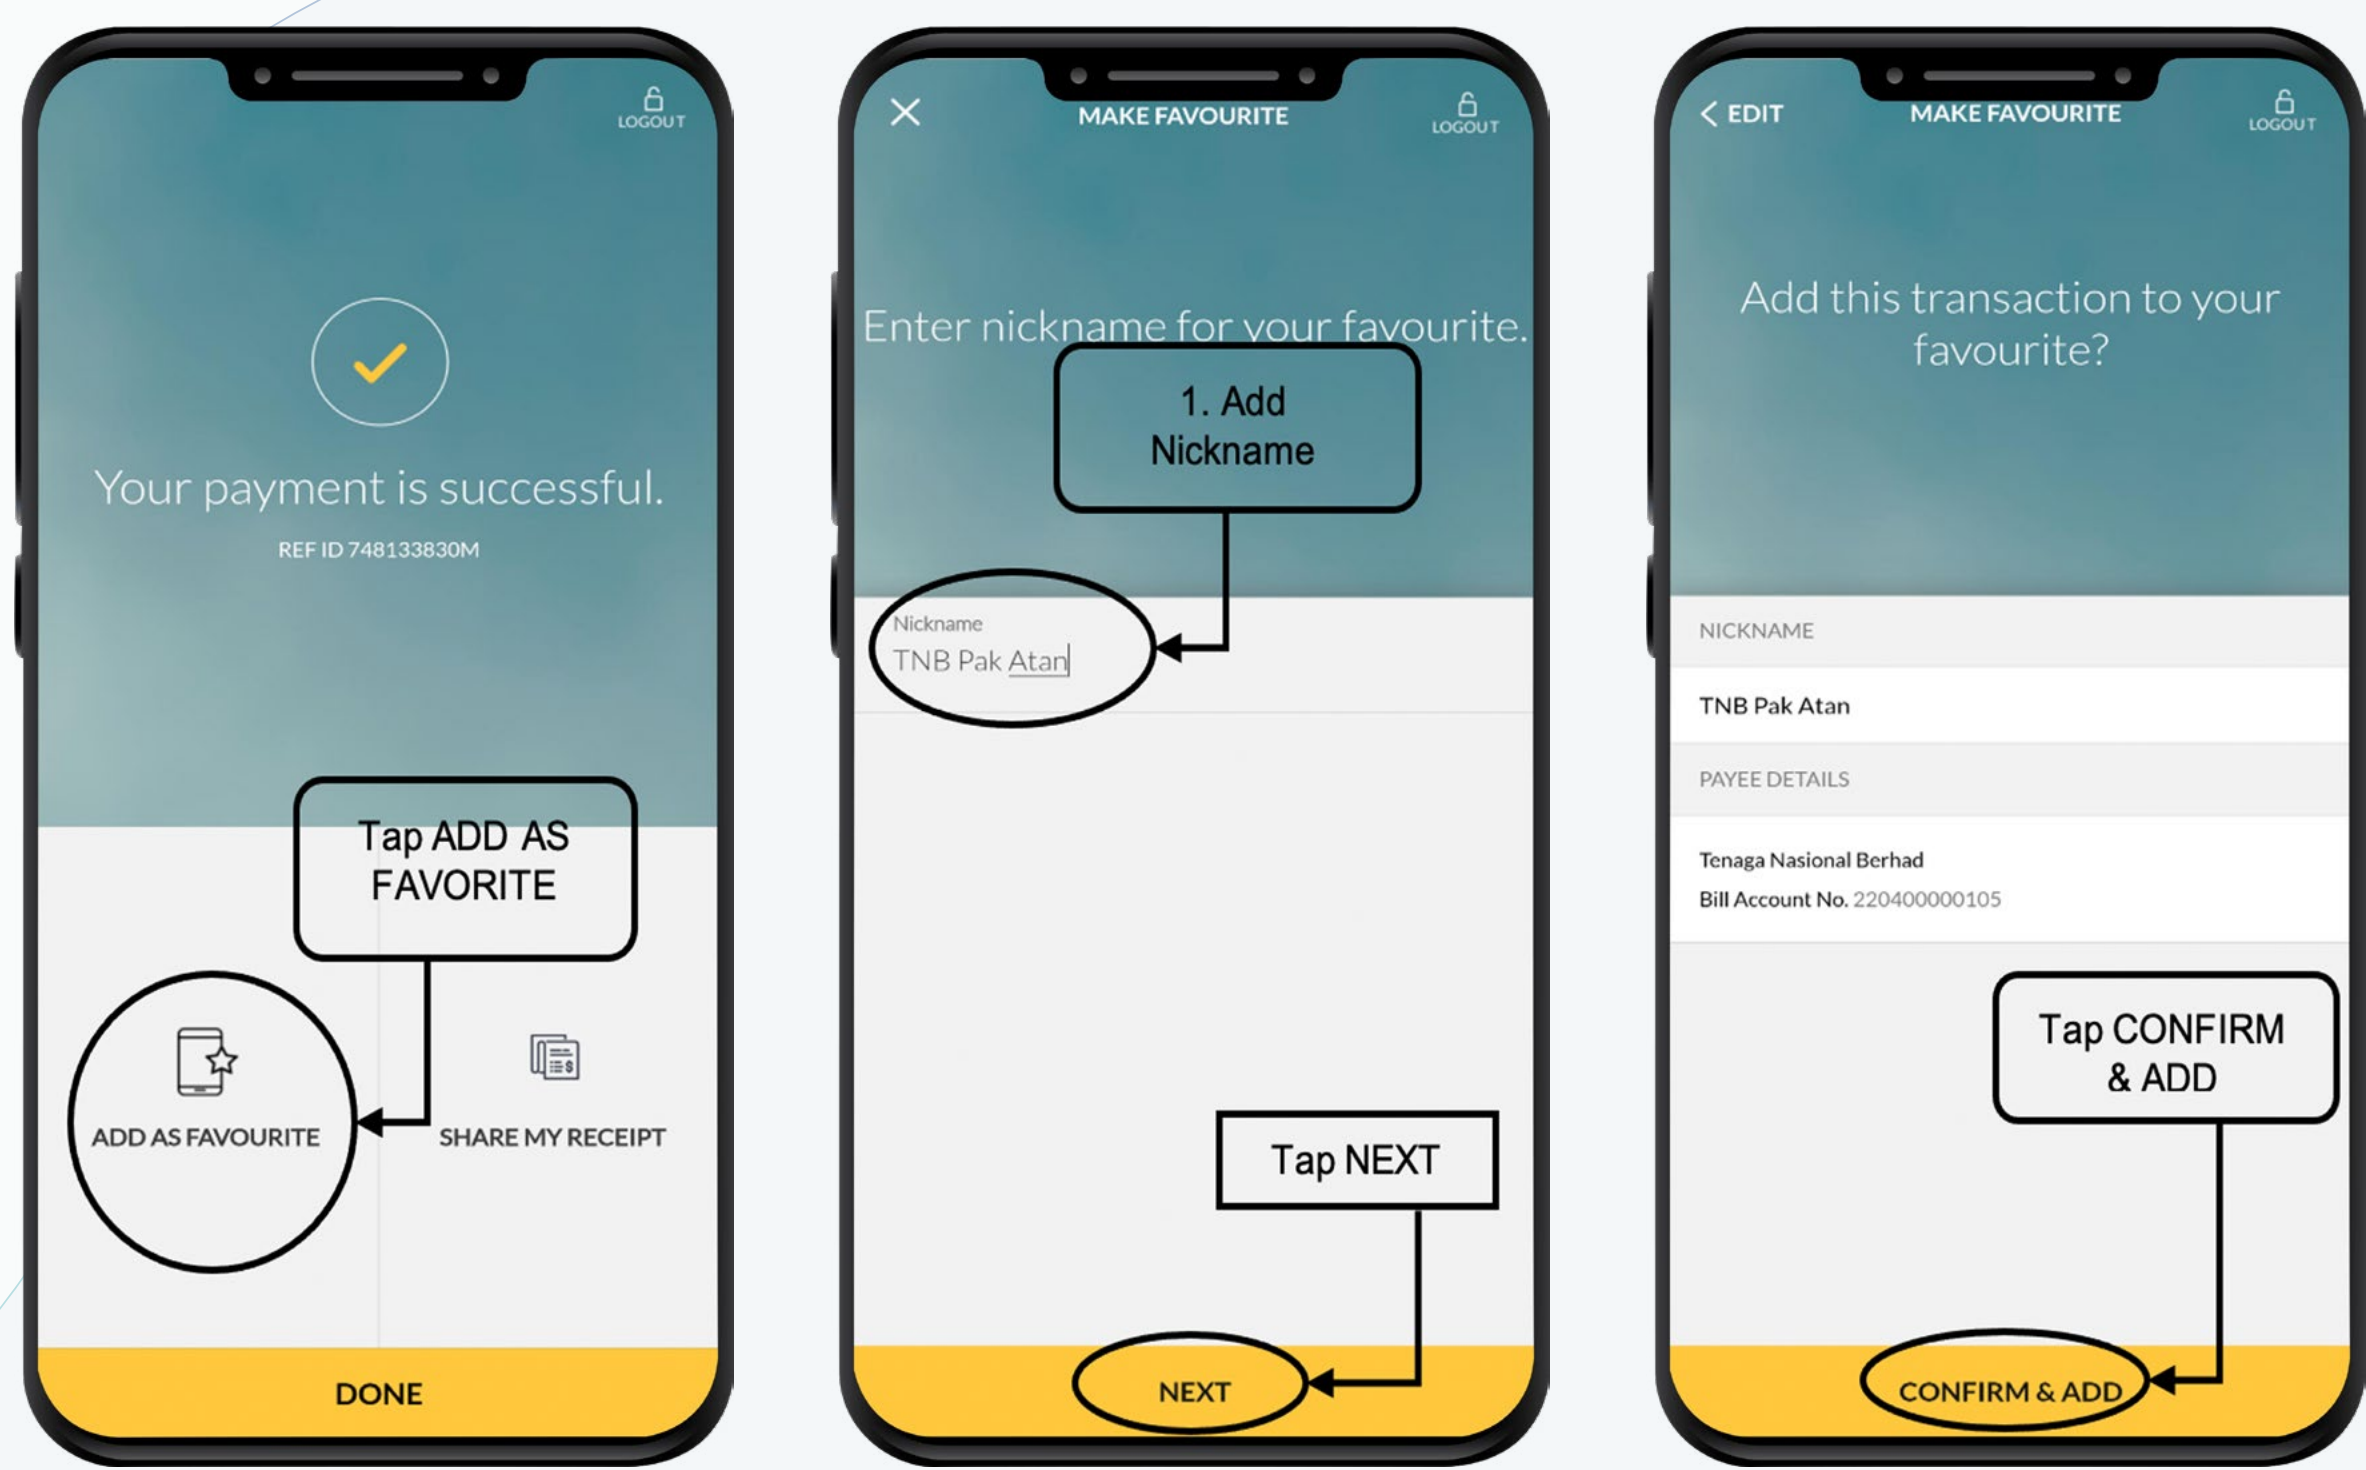 LOGOUT
Your payment is successful.
REF ID 748133830M
Tap ADD AS
FAVORITE
ADD AS FAVOURITE
SHARE MY RECEIPT
DONE
MAKE FAVOURITE
LOGOUT
Enter nickname for your favourite.
1. Add
Nickname
Nickname
TNB Pak Atan
Tap NEXT
NEXT
< EDIT
MAKE FAVOURITE
LOGOUT
Add this transaction to your
favourite?
NICKNAME
TNB Pak Atan
PAYEE DETAILS
Tenaga Nasional Berhad
Bill Account No. 220400000105
Tap CONFIRM
& ADD
CONFIRM & ADD